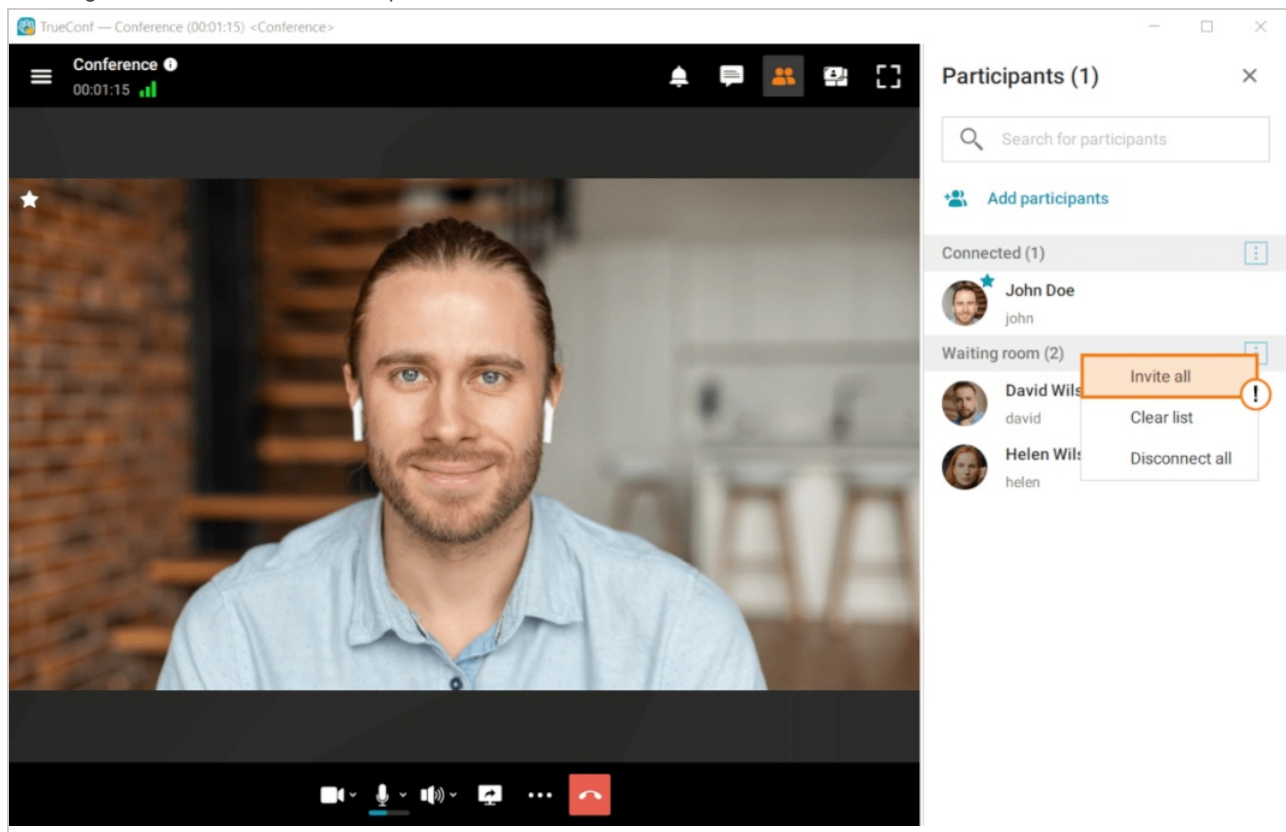 TrueConf — Conference (00:01:15) <Conference>
Conference
00:01:15
Participants (1)
Search for participants
Add participants
Connected (1)
John Doe
john
Waiting room (2)
Invite all
!
David Wils
david
Clear list
Helen Wils
Disconnect all
helen